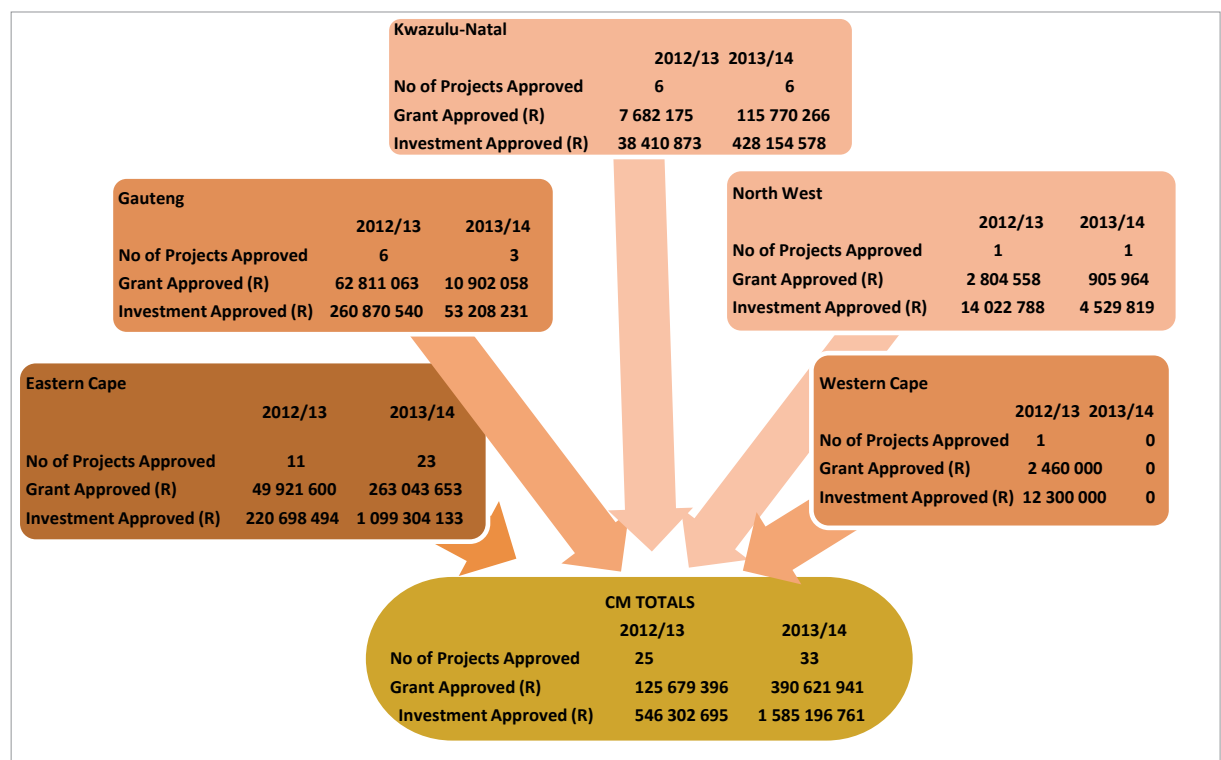 Kwazulu-Natal
2012/13 2013/14
No of Projects Approved 6 6
Grant Approved (R) 7 682 175 115 770 266
Investment Approved (R) 38 410 873 428 154 578
Gauteng
2012/13 2013/14
No of Projects Approved 6 3
Grant Approved (R) 62 811 063 10 902 058
Investment Approved (R) 260 870 540 53 208 231
North West
2012/13 2013/14
No of Projects Approved 1 1
Grant Approved (R) 2 804 558 905 964
Investment Approved (R) 14 022 788 4 529 819
Eastern Cape
2012/13 2013/14
No of Projects Approved 11 23
Grant Approved (R) 49 921 600 263 043 653
Investment Approved (R) 220 698 494 1 099 304 133
Western Cape
2012/13 2013/14
No of Projects Approved 1 0
Grant Approved (R) 2 460 000 0
Investment Approved (R) 12 300 000 0
CM TOTALS
2012/13 2013/14
No of Projects Approved 25 33
Grant Approved (R) 125 679 396 390 621 941
Investment Approved (R) 546 302 695 1 585 196 761